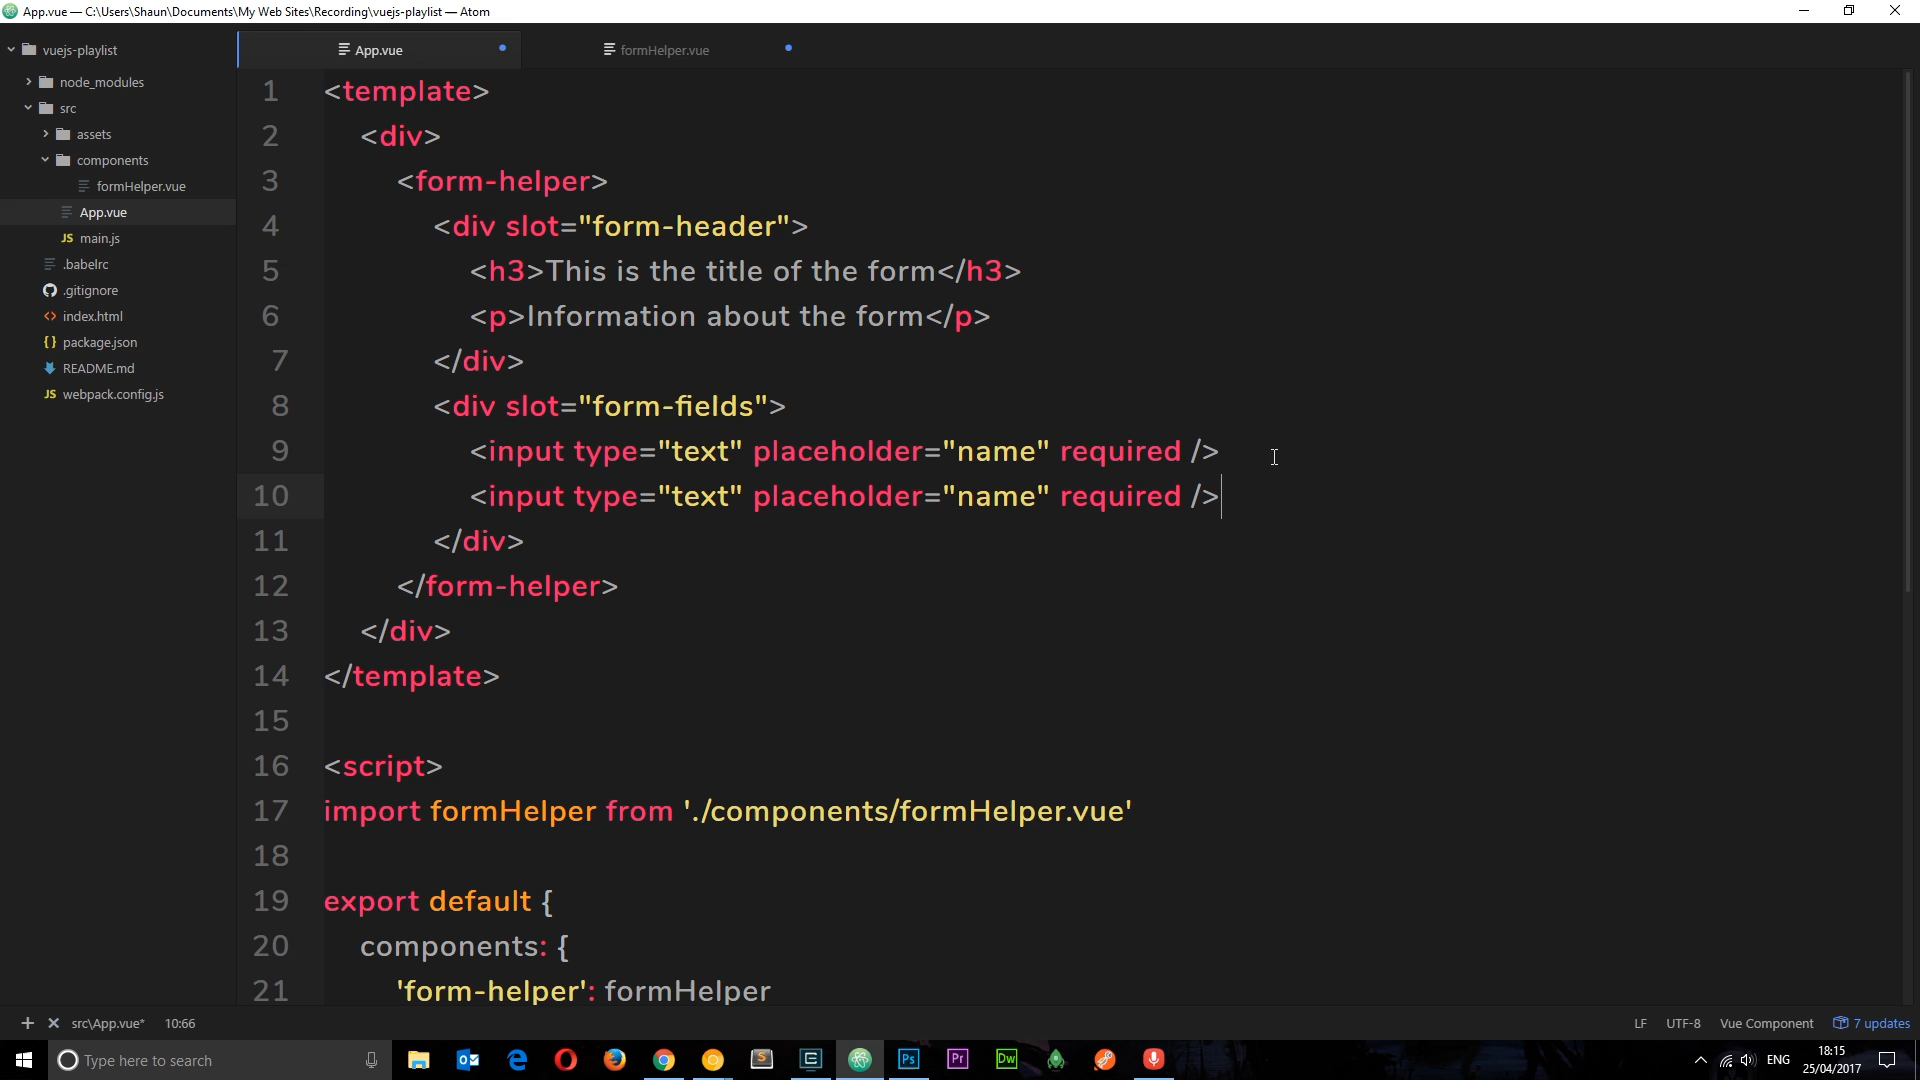 App.vue — C:\Users\Shaun\Documents\My Web Sites\Recording\vuejs-playlist — Atom
vuejs-playlist
node_modules
src
assets
components
formHelper.vue
App.vue
JS main.js
.babelrc
.gitignore
<> index.html
{} package.json
README.md
JS webpack.config.js
App.vue
formHelper.vue
1 <template>
2 <div>
3 <form-helper>
4 <div slot="form-header">
5 <h3>This is the title of the form</h3>
6 <p>Information about the form</p>
7 </div>
8 <div slot="form-fields">
9 <input type="text" placeholder="name" required />
10 <input type="text" placeholder="name" required />
11 </div>
12 </form-helper>
13 </div>
14 </template>
15
16 <script>
17 import formHelper from './components/formHelper.vue'
18
19 export default {
20 components: {
21 'form-helper': formHelper
src\App.vue* 10:66
LF UTF-8 Vue Component 7 updates
Type here to search
S
Ps
Pr
Dw
ENG
18:15
25/04/2017